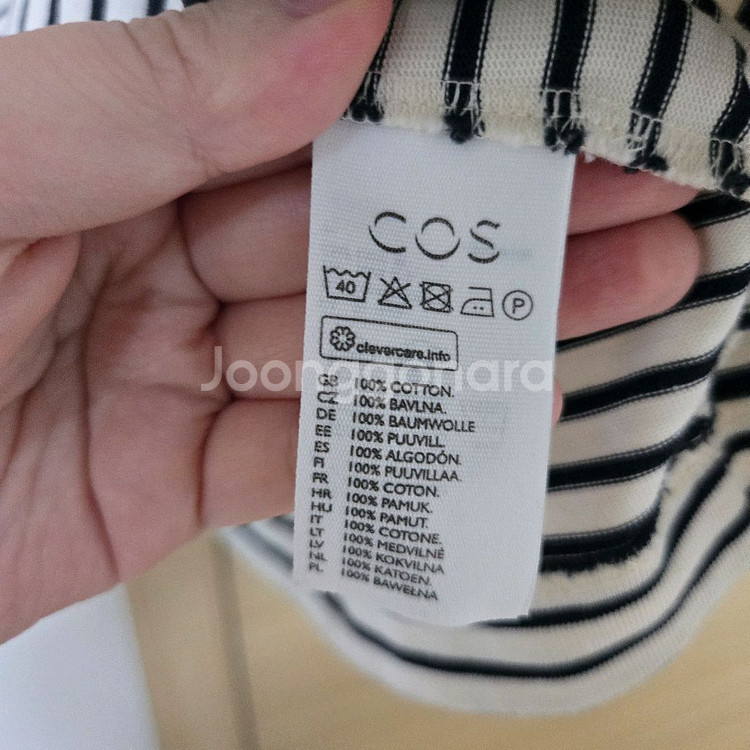 COS
40
P
clevercare.info
Joonggonara
GB 100% COTTON.
CZ 100% BAVLNA.
DE 100% BAUMWOLLE
EE 100% PUUVILL.
ES 100% ALGODÓN.
FI 100% PUUVILLAA.
FR 100% COTON.
HR 100% PAMUK.
HU 100% PAMUT.
IT 100% COTONE.
LT 100% MEDVILNĖ
LV 100% KOKVILNA
NL 100% KATOEN.
PL 100% BAWEŁNA